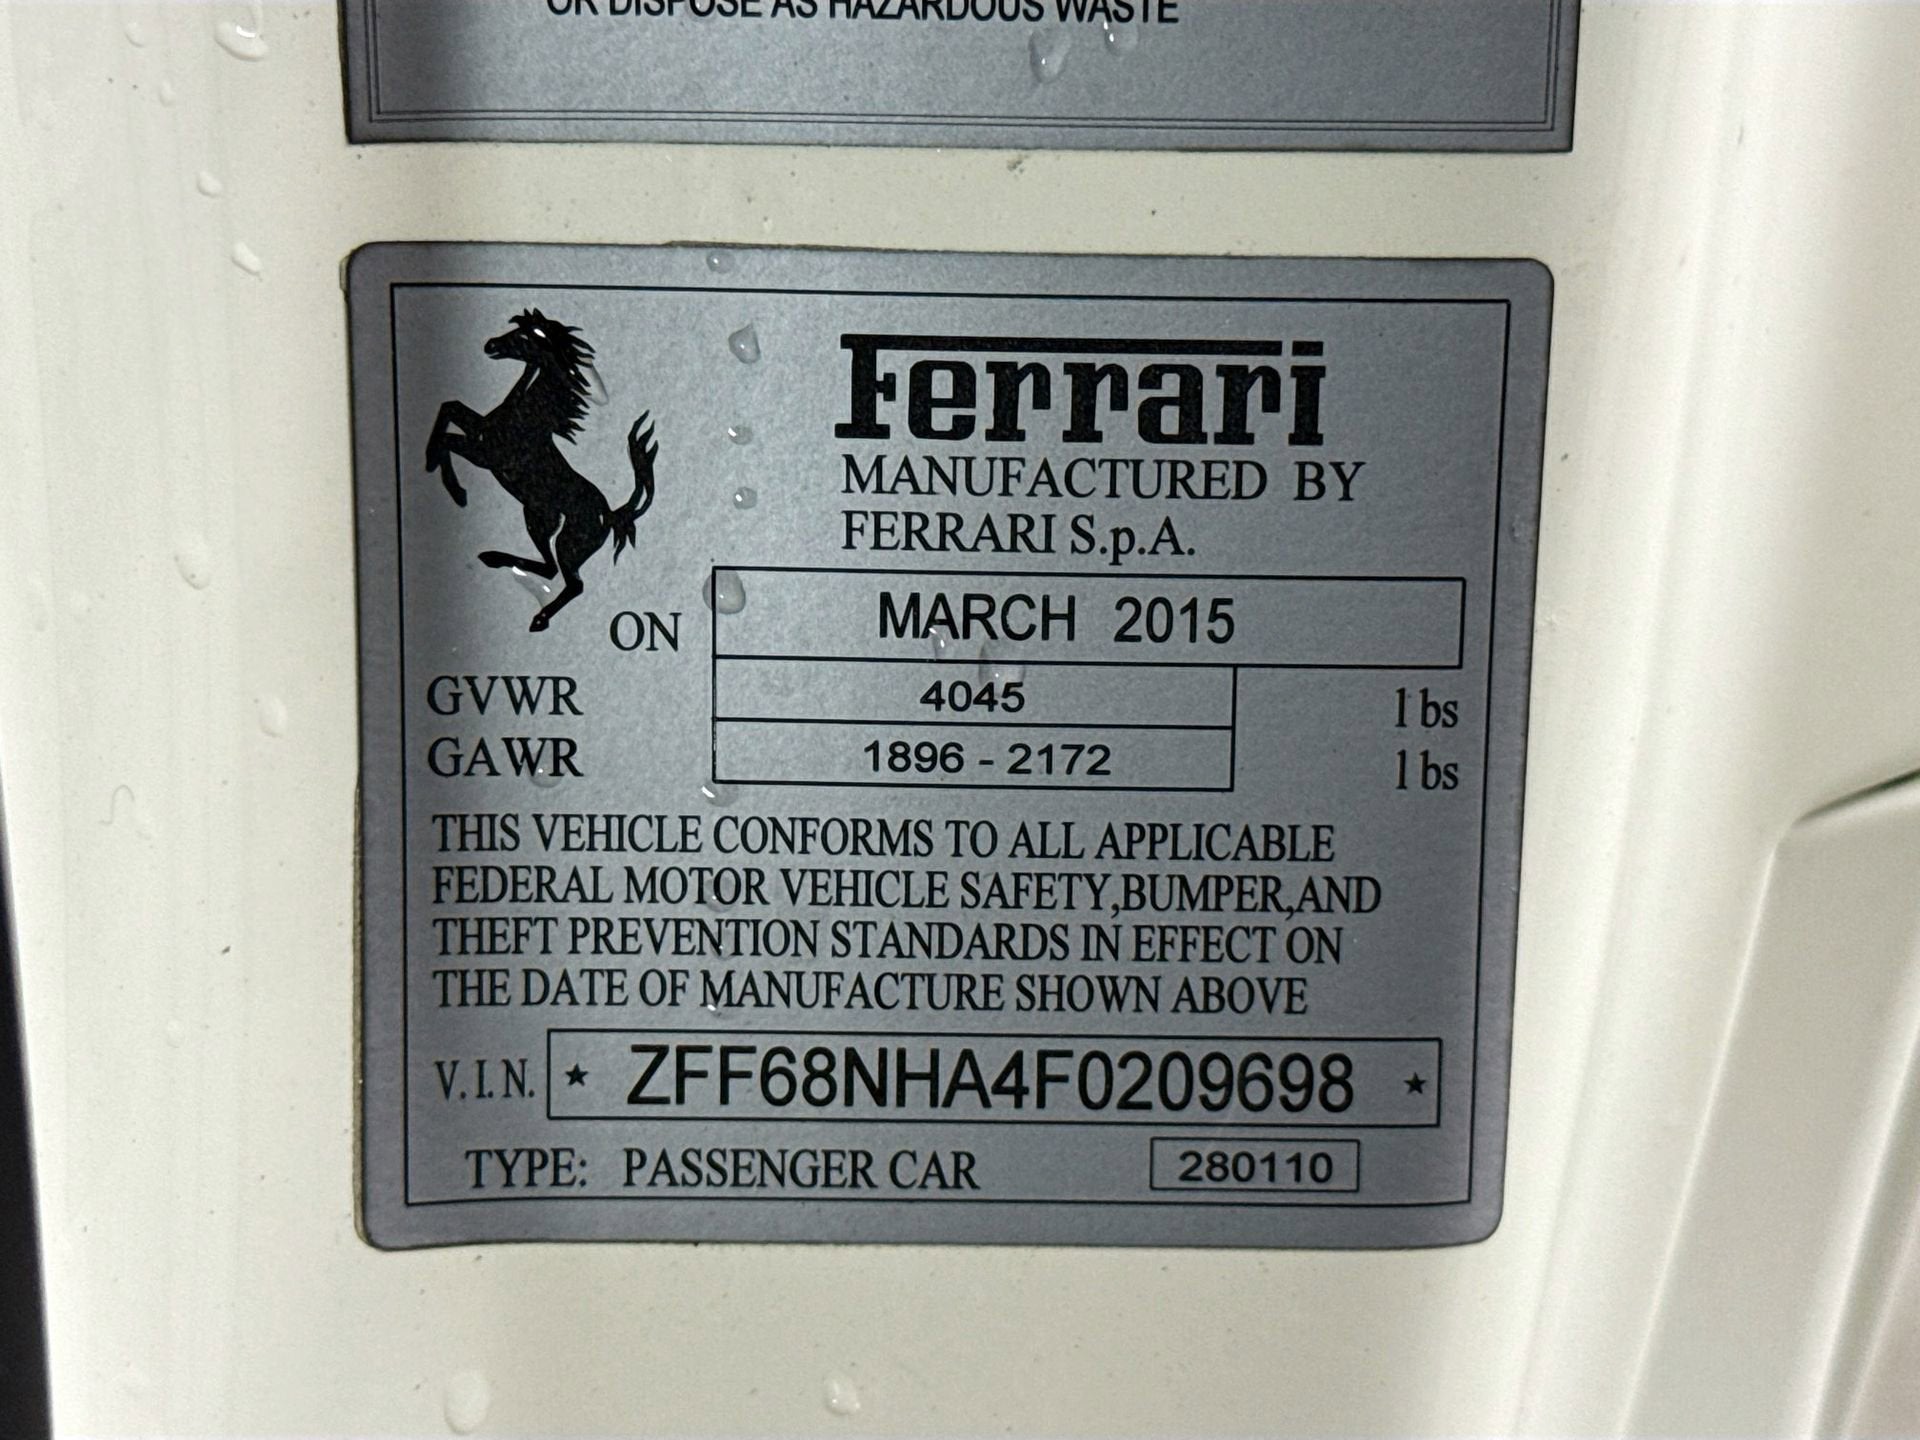 OR DISPOSE AS HAZARDOUS WASTE
Ferrari
MANUFACTURED BY
FERRARI S.p.A.
ON MARCH 2015
GVWR 4045 lbs
GAWR 1896 - 2172 lbs
THIS VEHICLE CONFORMS TO ALL APPLICABLE
FEDERAL MOTOR VEHICLE SAFETY,BUMPER,AND
THEFT PREVENTION STANDARDS IN EFFECT ON
THE DATE OF MANUFACTURE SHOWN ABOVE
V.I.N. ★ ZFF68NHA4F0209698 ★
TYPE: PASSENGER CAR 280110